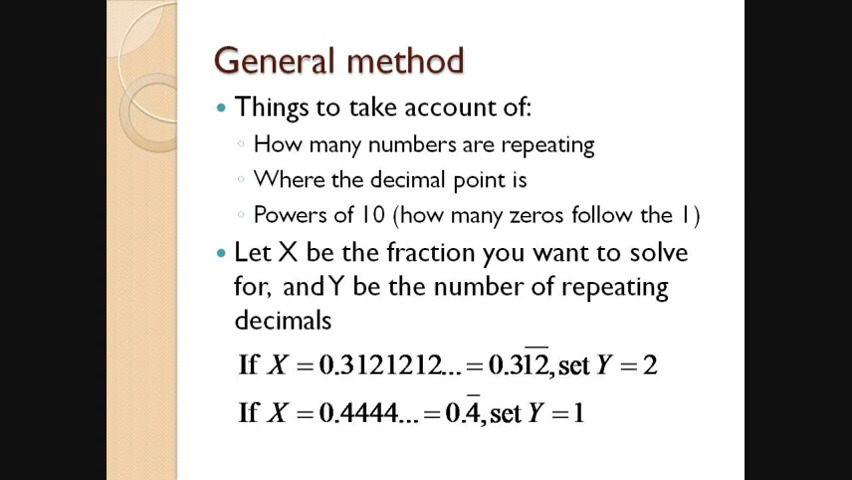 General method
• Things to take account of:
◦ How many numbers are repeating
◦ Where the decimal point is
◦ Powers of 10 (how many zeros follow the 1)
• Let X be the fraction you want to solve
for, and Y be the number of repeating
decimals
If X = 0.3121212... = 0.31̅2̅, set Y = 2
If X = 0.4444... = 0.4̅, set Y = 1